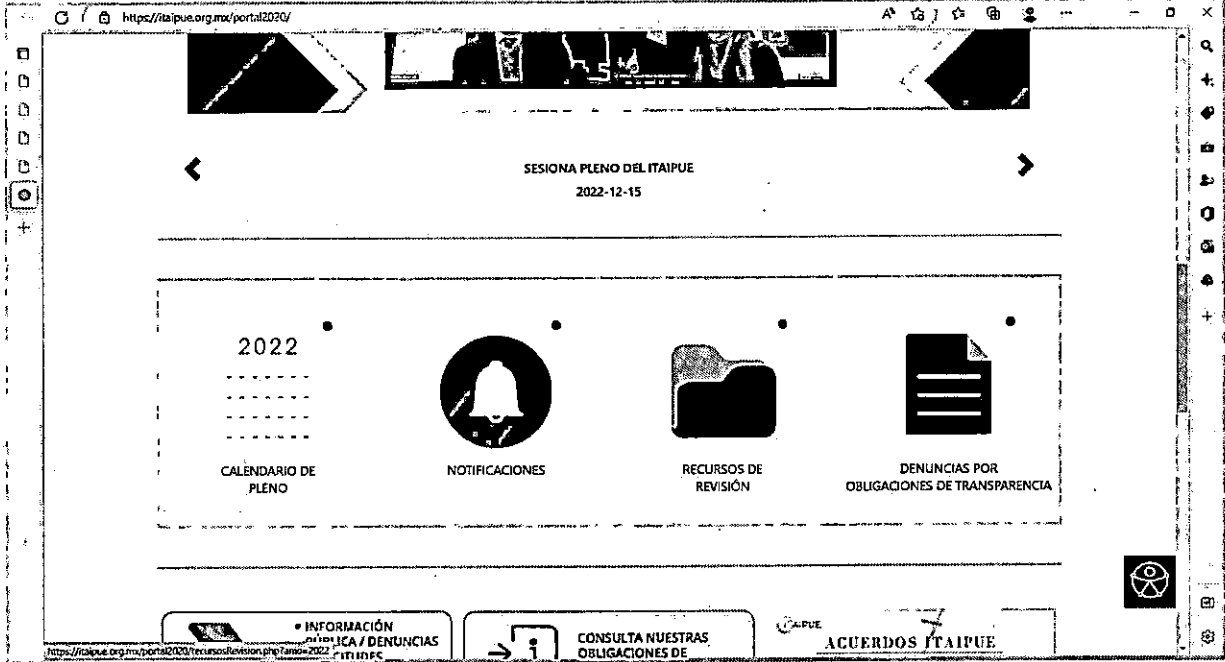 https://itaipue.org.mx/portal2020/
SESIONA PLENO DEL ITAIPUE
2022-12-15
2022
CALENDARIO DE
PLENO
NOTIFICACIONES
RECURSOS DE
REVISIÓN
DENUNCIAS POR
OBLIGACIONES DE TRANSPARENCIA
• INFORMACIÓN
PÚBLICA / DENUNCIAS
CONSULTA NUESTRAS
OBLIGACIONES DE
ACUERDOS ITAIPUE
https://itaipue.org.mx/portal2020/recursosRevision.php?anio=2022